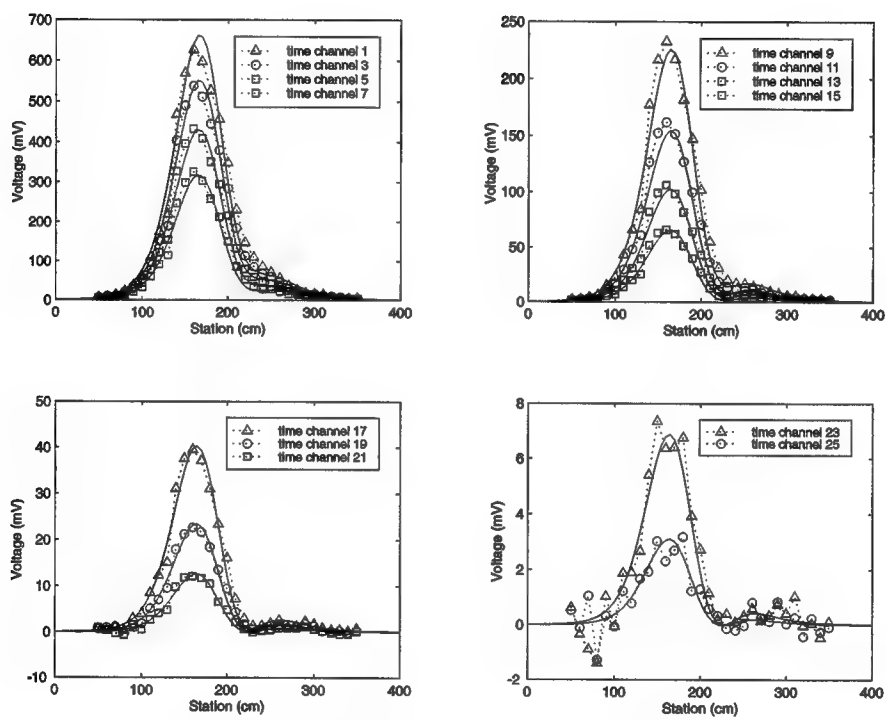 700
600
500
400
300
200
100
0
Voltage (mV)
time channel 1
time channel 3
time channel 5
time channel 7
0 100 200 300 400
Station (cm)
250
200
150
100
50
0
Voltage (mV)
time channel 9
time channel 11
time channel 13
time channel 15
0 100 200 300 400
Station (cm)
50
40
30
20
10
0
-10
Voltage (mV)
time channel 17
time channel 19
time channel 21
0 100 200 300 400
Station (cm)
8
6
4
2
0
-2
Voltage (mV)
time channel 23
time channel 25
0 100 200 300 400
Station (cm)